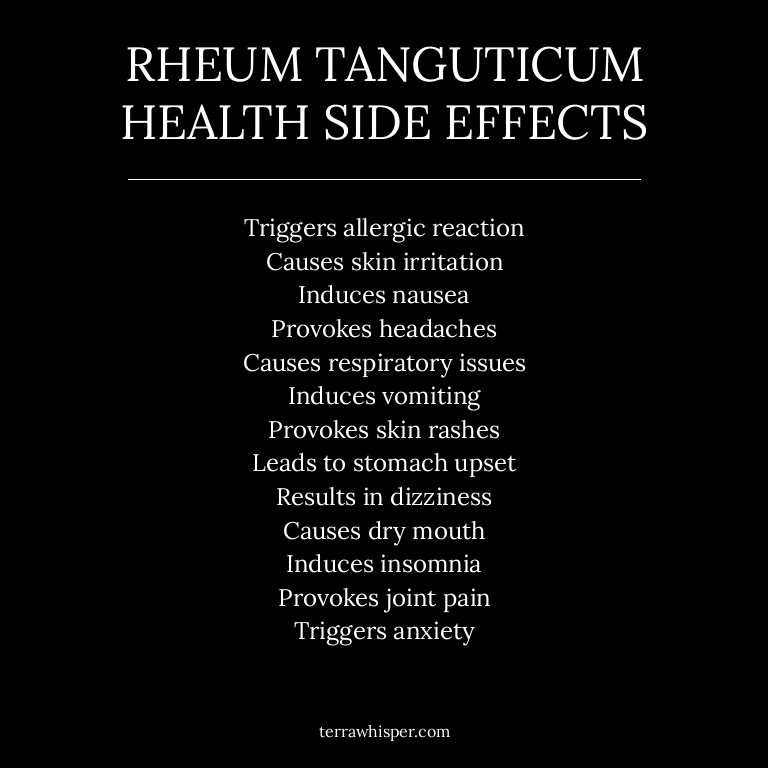 RHEUM TANGUTICUM
HEALTH SIDE EFFECTS
Triggers allergic reaction
Causes skin irritation
Induces nausea
Provokes headaches
Causes respiratory issues
Induces vomiting
Provokes skin rashes
Leads to stomach upset
Results in dizziness
Causes dry mouth
Induces insomnia
Provokes joint pain
Triggers anxiety
terrawhisper.com